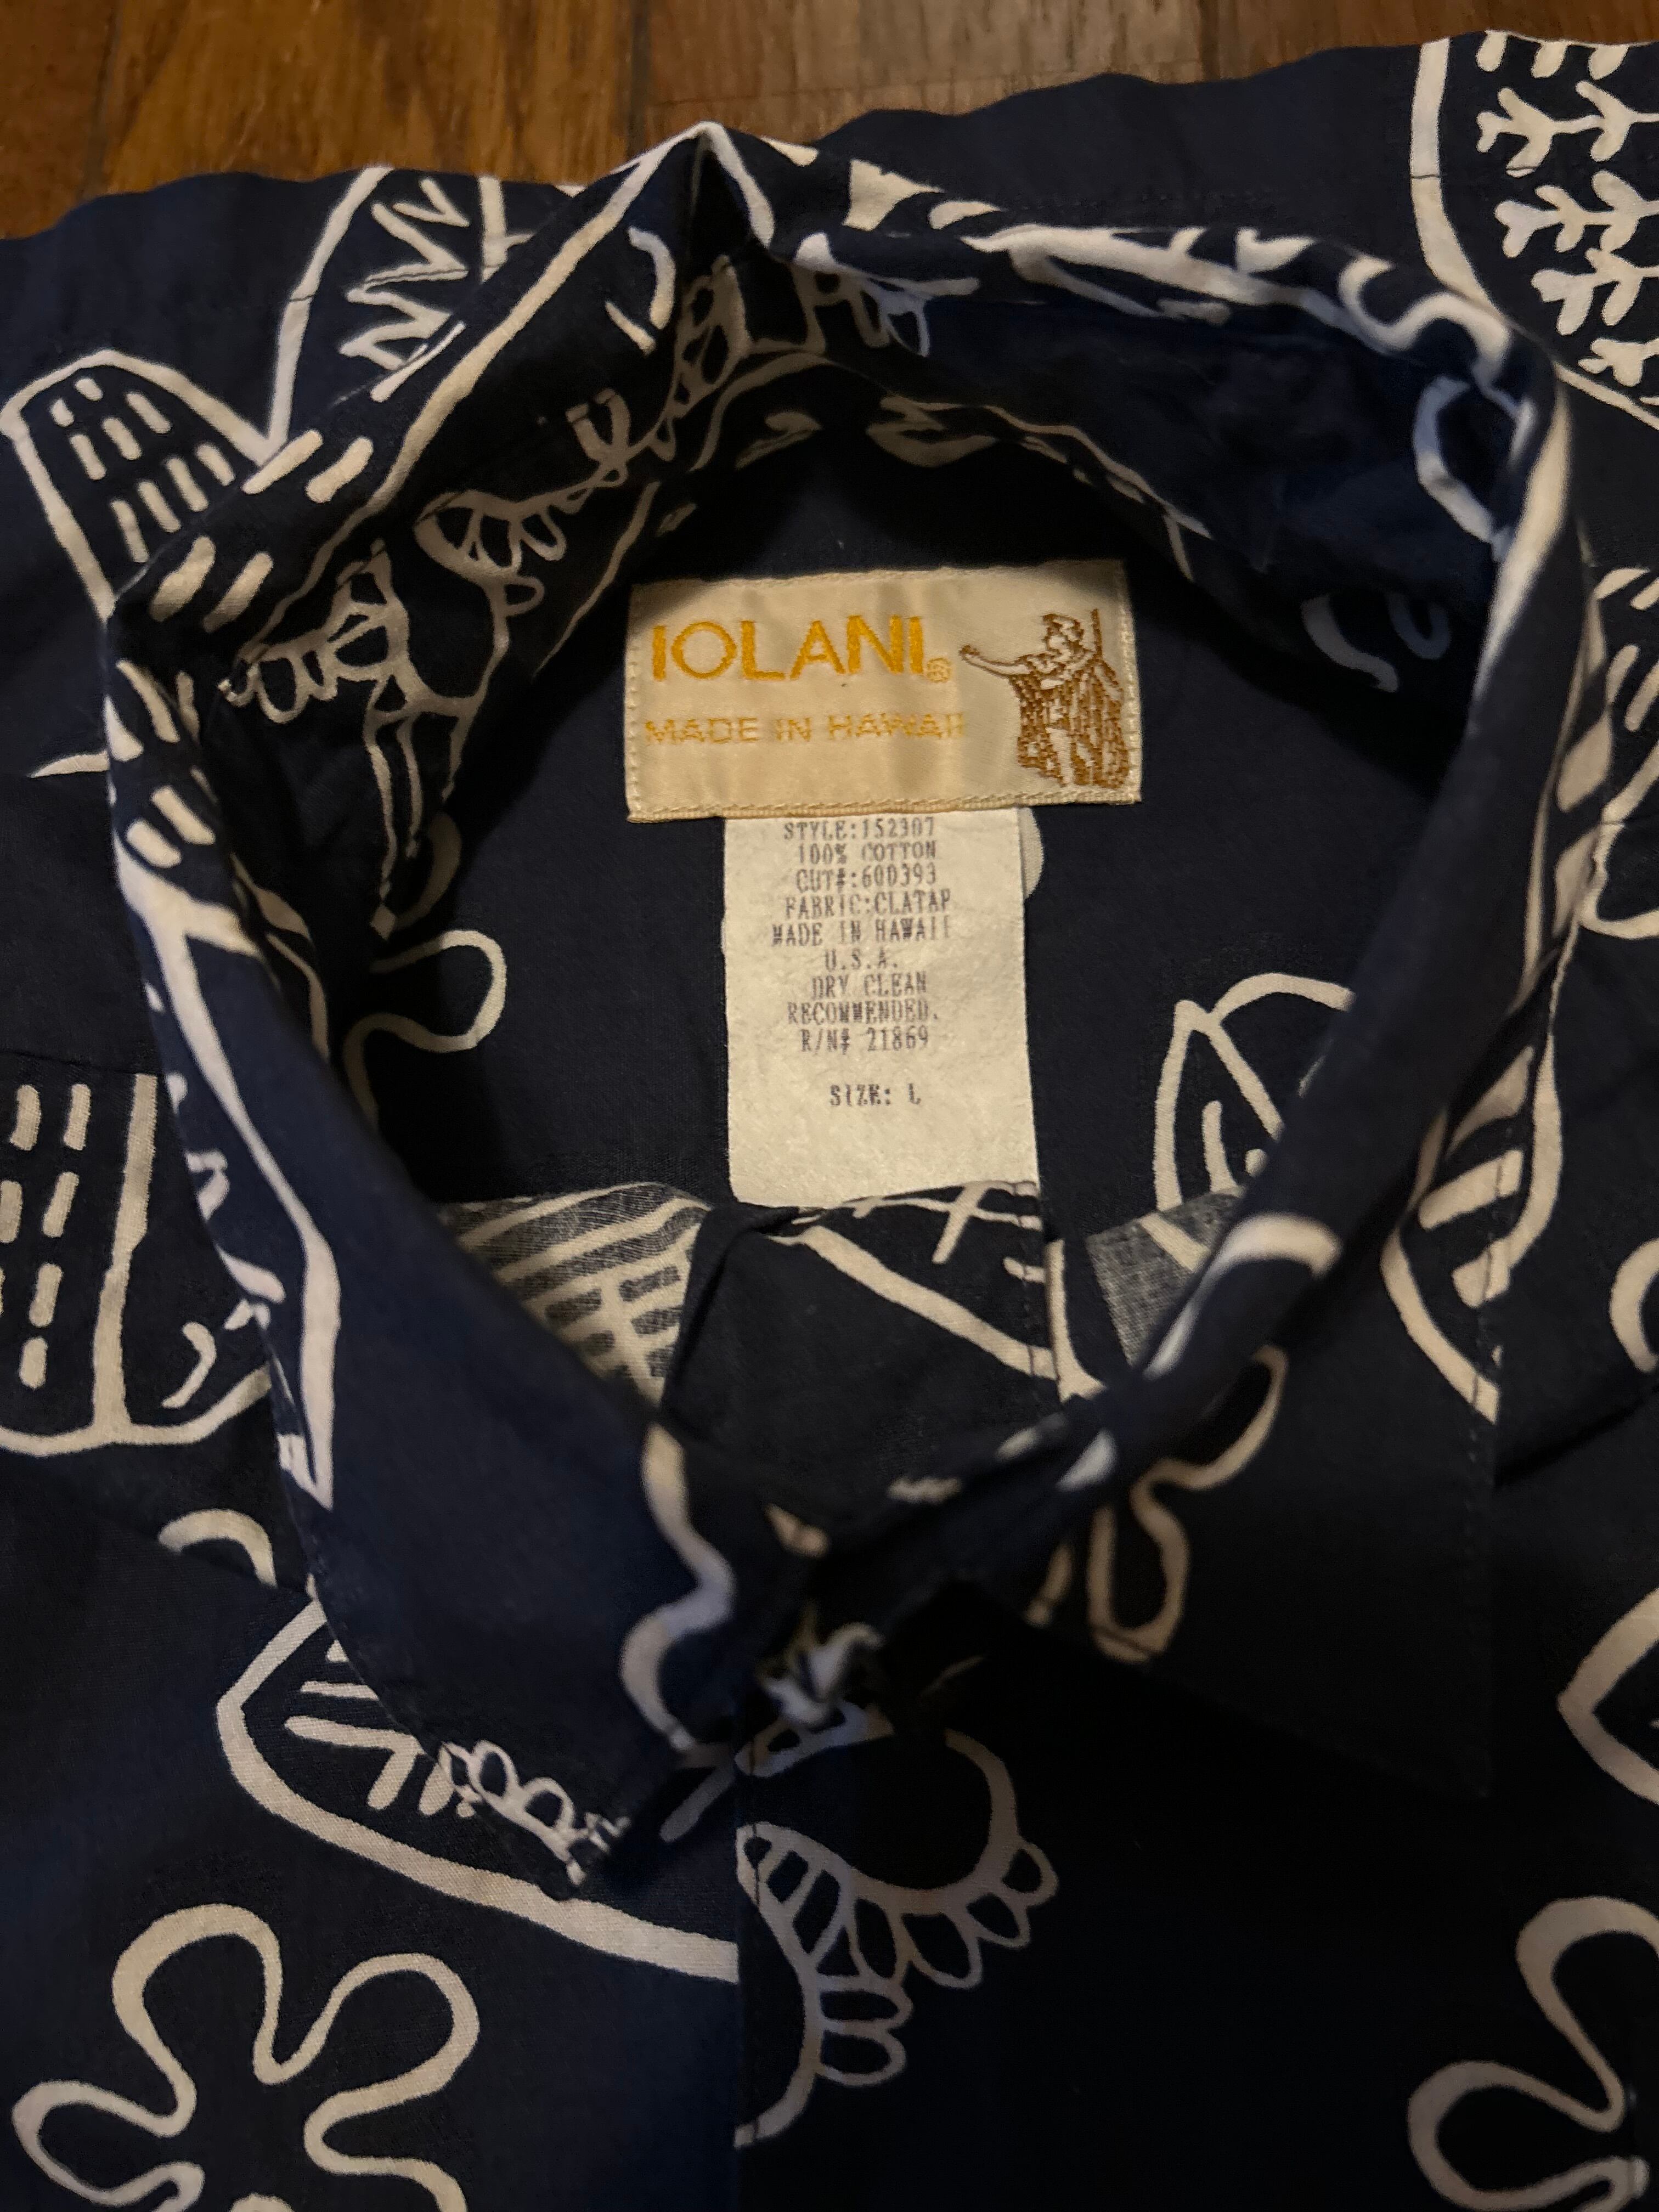 IOLANI®
MADE IN HAWAII
STYLE:152307
100% COTTON
CUT#:60D393
FABRIC:CLATAP
MADE IN HAWAII
U.S.A.
DRY CLEAN
RECOMMENDED.
R/N# 21869
SIZE: L